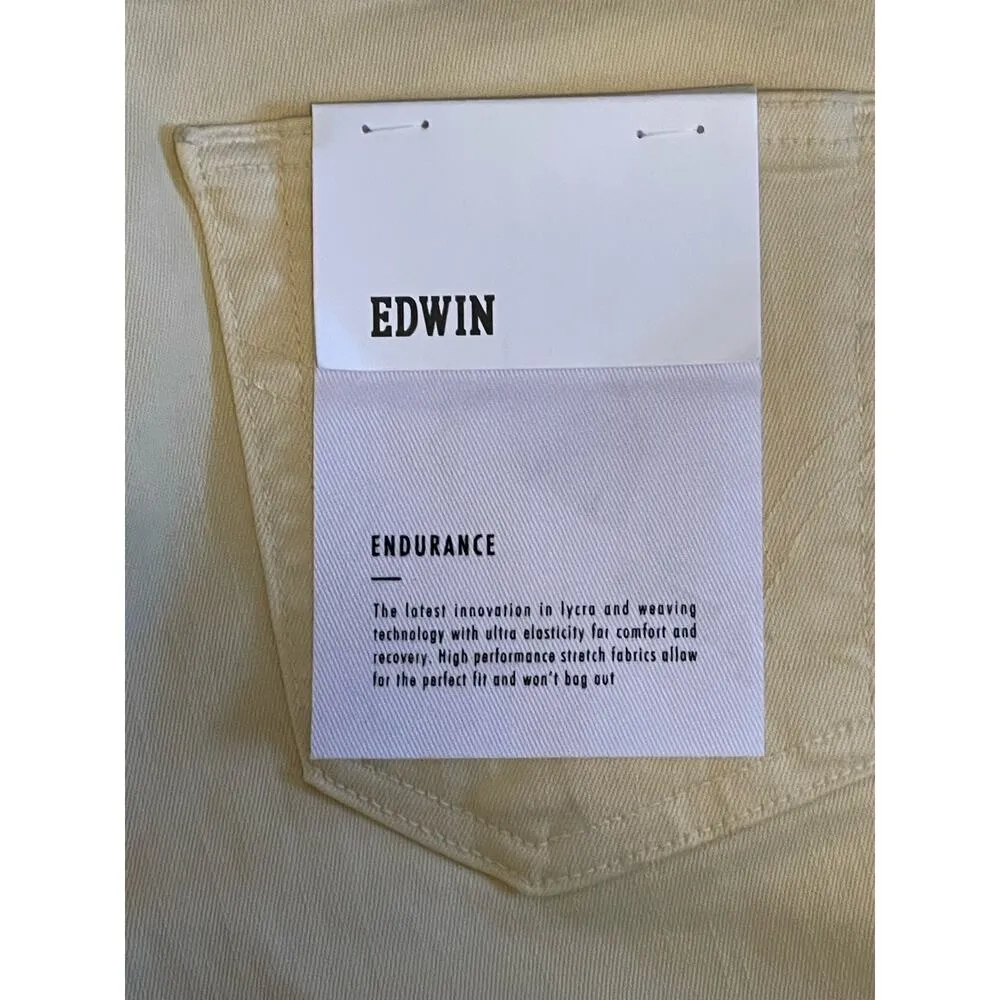 EDWIN
ENDURANCE
The latest innovation in lycra and weaving
technology with ultra elasticity for comfort and
recovery. High performance stretch fabrics allow
for the perfect fit and won't bag out